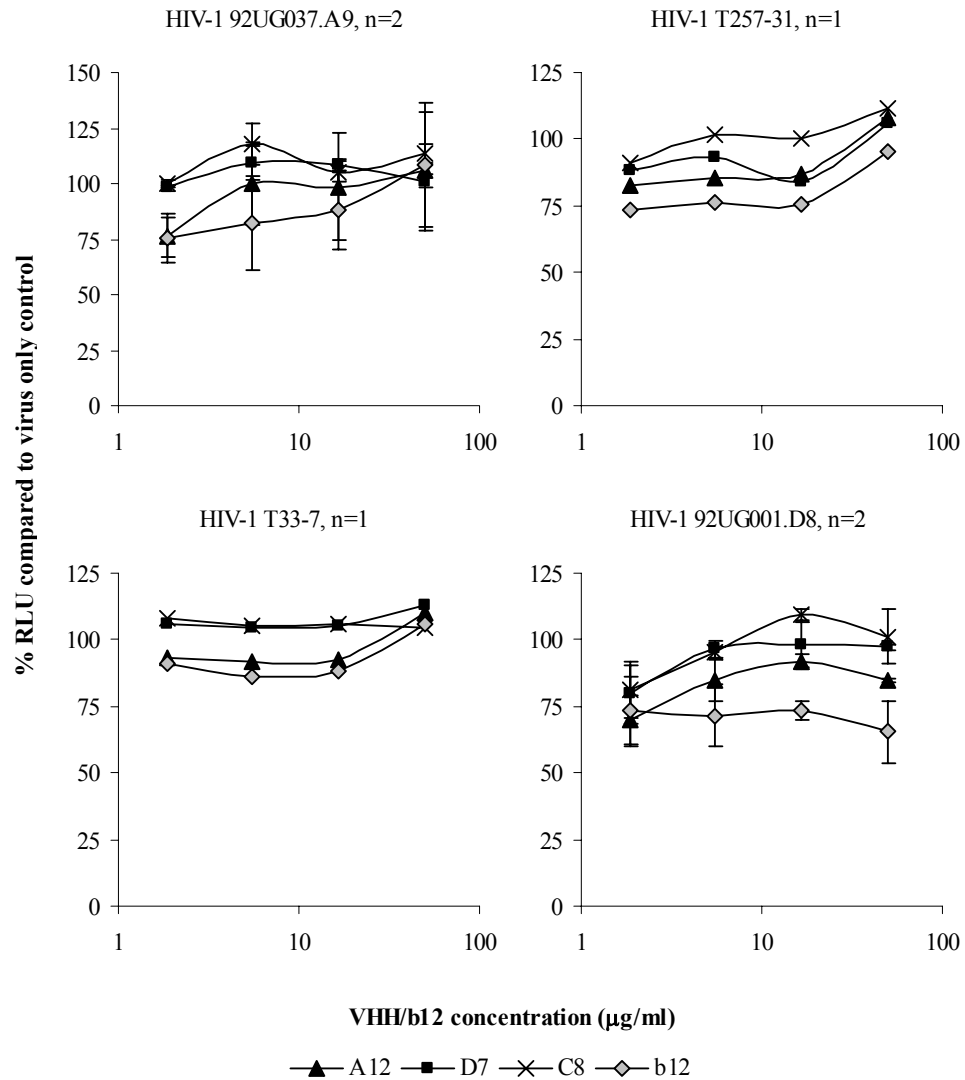 HIV-1 92UG037.A9, n=2
150
125
100
75
50
25
0
1 10 100
HIV-1 T257-31, n=1
125
100
75
50
25
0
1 10 100
HIV-1 T33-7, n=1
125
100
75
50
25
0
1 10 100
HIV-1 92UG001.D8, n=2
125
100
75
50
25
0
1 10 100
% RLU compared to virus only control
VHH/b12 concentration (μg/ml)
A12 D7 C8 b12